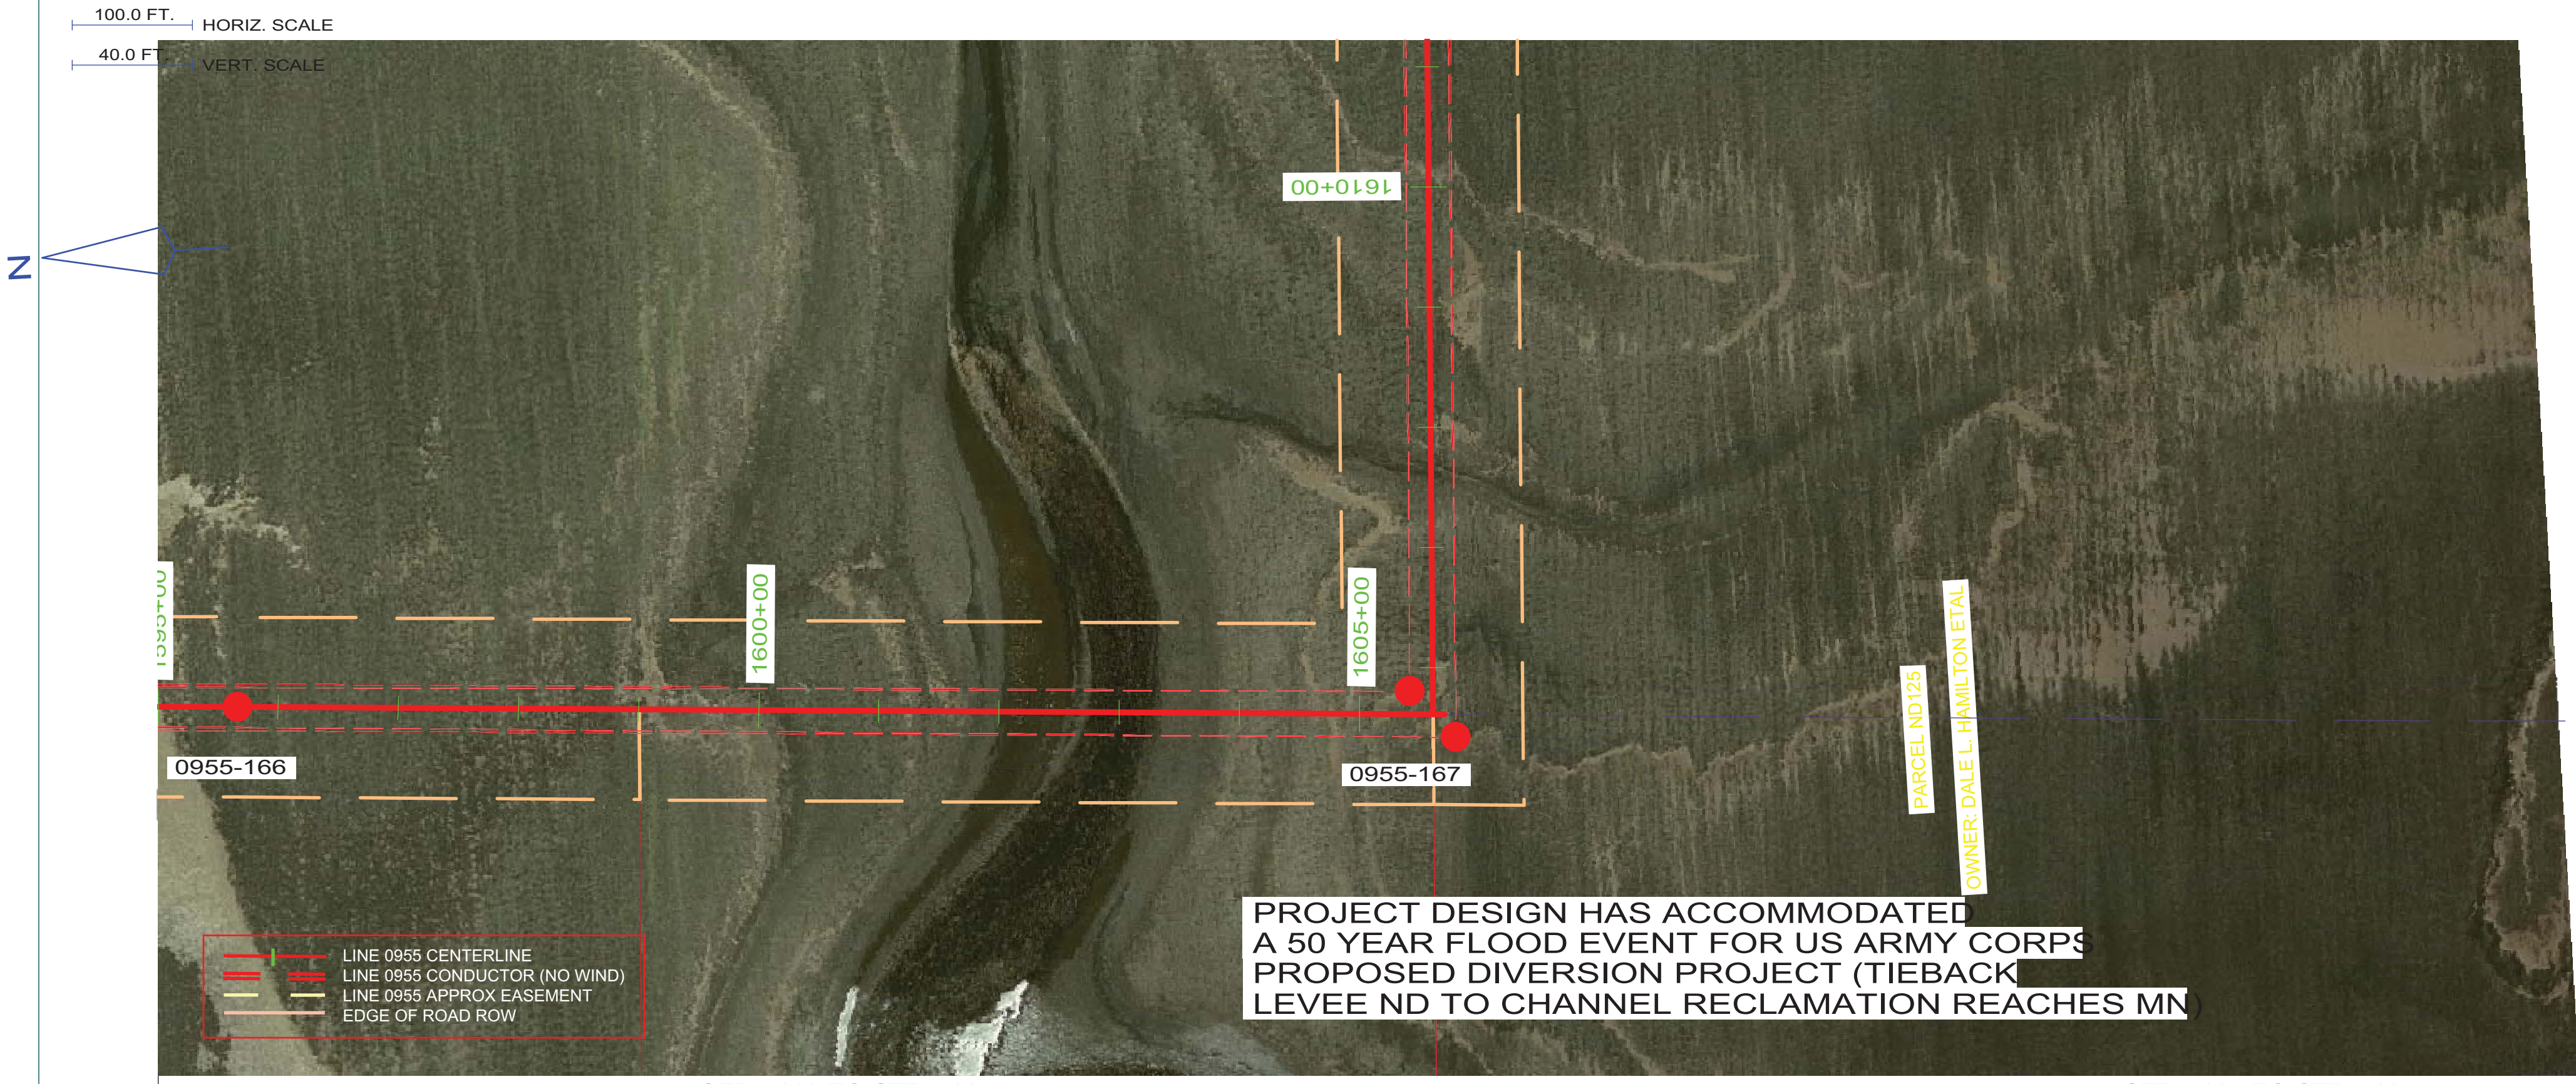 100.0 FT.
HORIZ. SCALE
40.0 FT.
VERT. SCALE
N
1610+00
1595+00
1600+00
1605+00
0955-166
0955-167
PARCEL ND125
OWNER: DALE L. HAMILTON ETAL
LINE 0955 CENTERLINE
LINE 0955 CONDUCTOR (NO WIND)
LINE 0955 APPROX EASEMENT
EDGE OF ROAD ROW
PROJECT DESIGN HAS ACCOMMODATED
A 50 YEAR FLOOD EVENT FOR US ARMY CORPS
PROPOSED DIVERSION PROJECT (TIEBACK
LEVEE ND TO CHANNEL RECLAMATION REACHES MN)